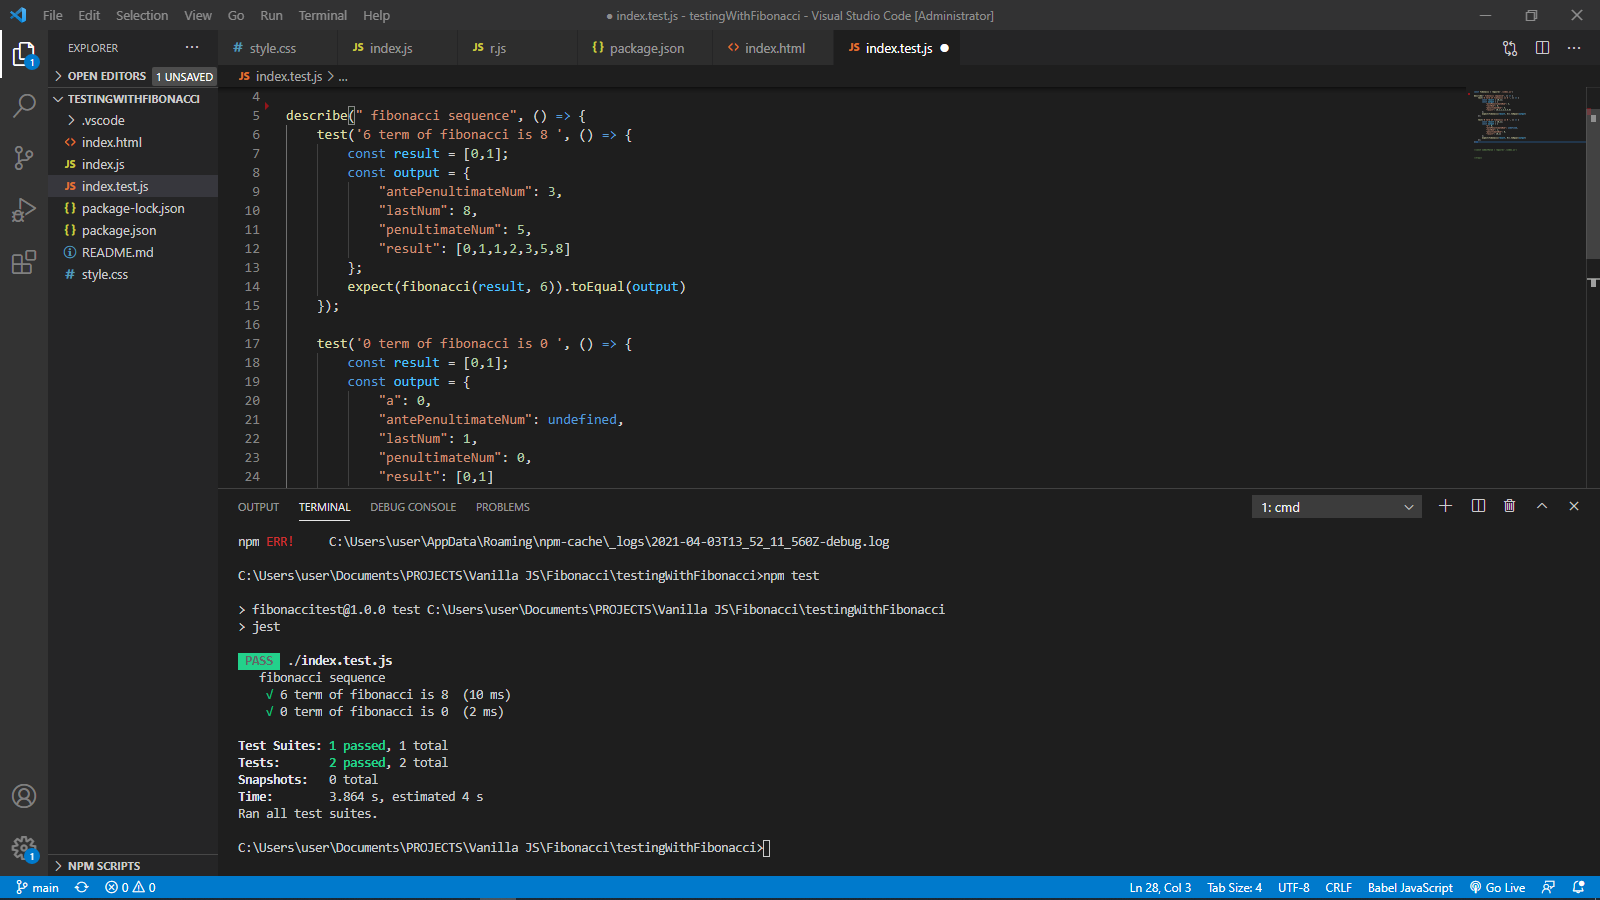 File Edit Selection View Go Run Terminal Help
● index.test.js - testingWithFibonacci - Visual Studio Code [Administrator]
EXPLORER
OPEN EDITORS 1 UNSAVED
TESTINGWITHFIBONACCI
.vscode
index.html
JS index.js
JS index.test.js
{} package-lock.json
{} package.json
README.md
# style.css
NPM SCRIPTS
1
1
# style.css JS index.js JS r.js {} package.json <> index.html JS index.test.js ●
JS index.test.js > ...
4
5 describe(" fibonacci sequence", () => {
6 test('6 term of fibonacci is 8 ', () => {
7 const result = [0,1];
8 const output = {
9 "antePenultimateNum": 3,
10 "lastNum": 8,
11 "penultimateNum": 5,
12 "result": [0,1,1,2,3,5,8]
13 };
14 expect(fibonacci(result, 6)).toEqual(output)
15 });
16
17 test('0 term of fibonacci is 0 ', () => {
18 const result = [0,1];
19 const output = {
20 "a": 0,
21 "antePenultimateNum": undefined,
22 "lastNum": 1,
23 "penultimateNum": 0,
24 "result": [0,1]
OUTPUT TERMINAL DEBUG CONSOLE PROBLEMS
1: cmd
npm ERR! C:\Users\user\AppData\Roaming\npm-cache\_logs\2021-04-03T13_52_11_560Z-debug.log
C:\Users\user\Documents\PROJECTS\Vanilla JS\Fibonacci\testingWithFibonacci>npm test
> fibonaccitest@1.0.0 test C:\Users\user\Documents\PROJECTS\Vanilla JS\Fibonacci\testingWithFibonacci
> jest
PASS ./index.test.js
fibonacci sequence
√ 6 term of fibonacci is 8 (10 ms)
√ 0 term of fibonacci is 0 (2 ms)
Test Suites: 1 passed, 1 total
Tests: 2 passed, 2 total
Snapshots: 0 total
Time: 3.864 s, estimated 4 s
Ran all test suites.
C:\Users\user\Documents\PROJECTS\Vanilla JS\Fibonacci\testingWithFibonacci>
main 0 0 Ln 28, Col 3 Tab Size: 4 UTF-8 CRLF Babel JavaScript Go Live